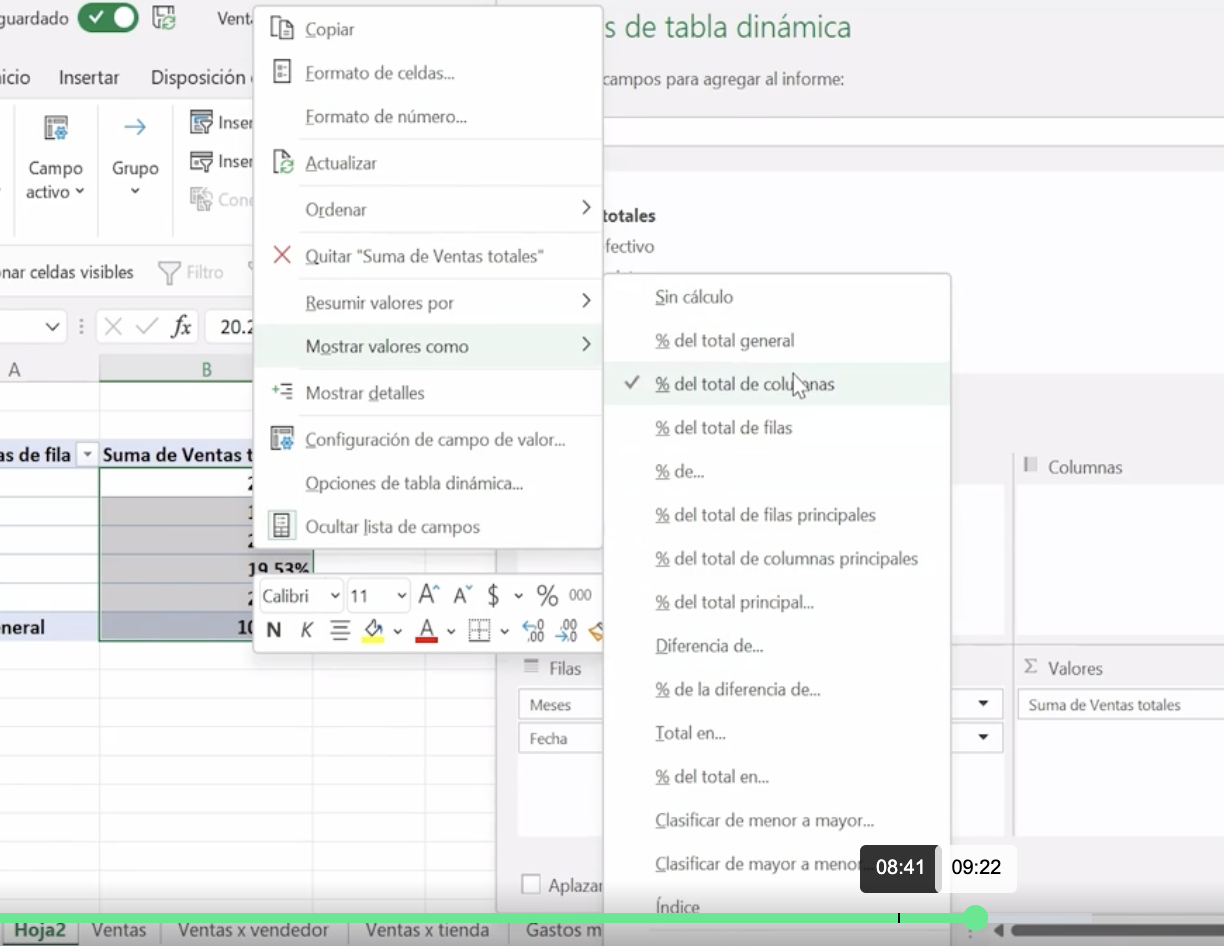 guardado
Venta
s de tabla dinámica
icio
Insertar
Disposición
campos para agregar al informe:
Campo
activo
Grupo
Inser
Inser
Cone
nar celdas visibles
Filtro
fx
20.2
A
B
as de fila
Suma de Ventas t
2
1
2
19.53%
2
neral
10
Copiar
Formato de celdas...
Formato de número...
Actualizar
Ordenar
Quitar "Suma de Ventas totales"
Resumir valores por
Mostrar valores como
Mostrar detalles
Configuración de campo de valor...
Opciones de tabla dinámica...
Ocultar lista de campos
Calibri
11
A A $ % 000
N K A
totales
fectivo
Sin cálculo
% del total general
% del total de columnas
% del total de filas
% de...
% del total de filas principales
% del total de columnas principales
% del total principal...
Diferencia de...
% de la diferencia de...
Total en...
% del total en...
Clasificar de menor a mayor...
Clasificar de mayor a menor
Índice
Columnas
Filas
Σ Valores
Meses
Suma de Ventas totales
Fecha
Aplazar
08:41
09:22
Hoja2
Ventas
Ventas x vendedor
Ventas x tienda
Gastos m